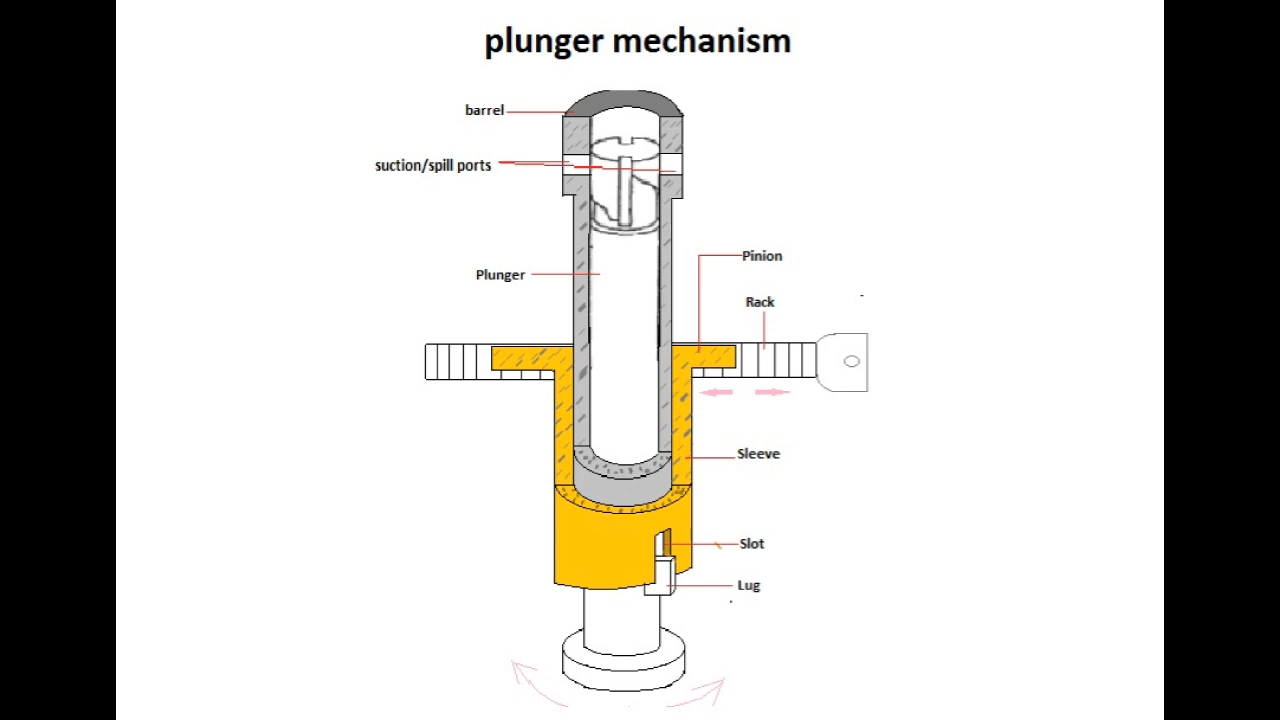 plunger mechanism
barrel
suction/spill ports
Pinion
Plunger
Rack
Sleeve
Slot
Lug